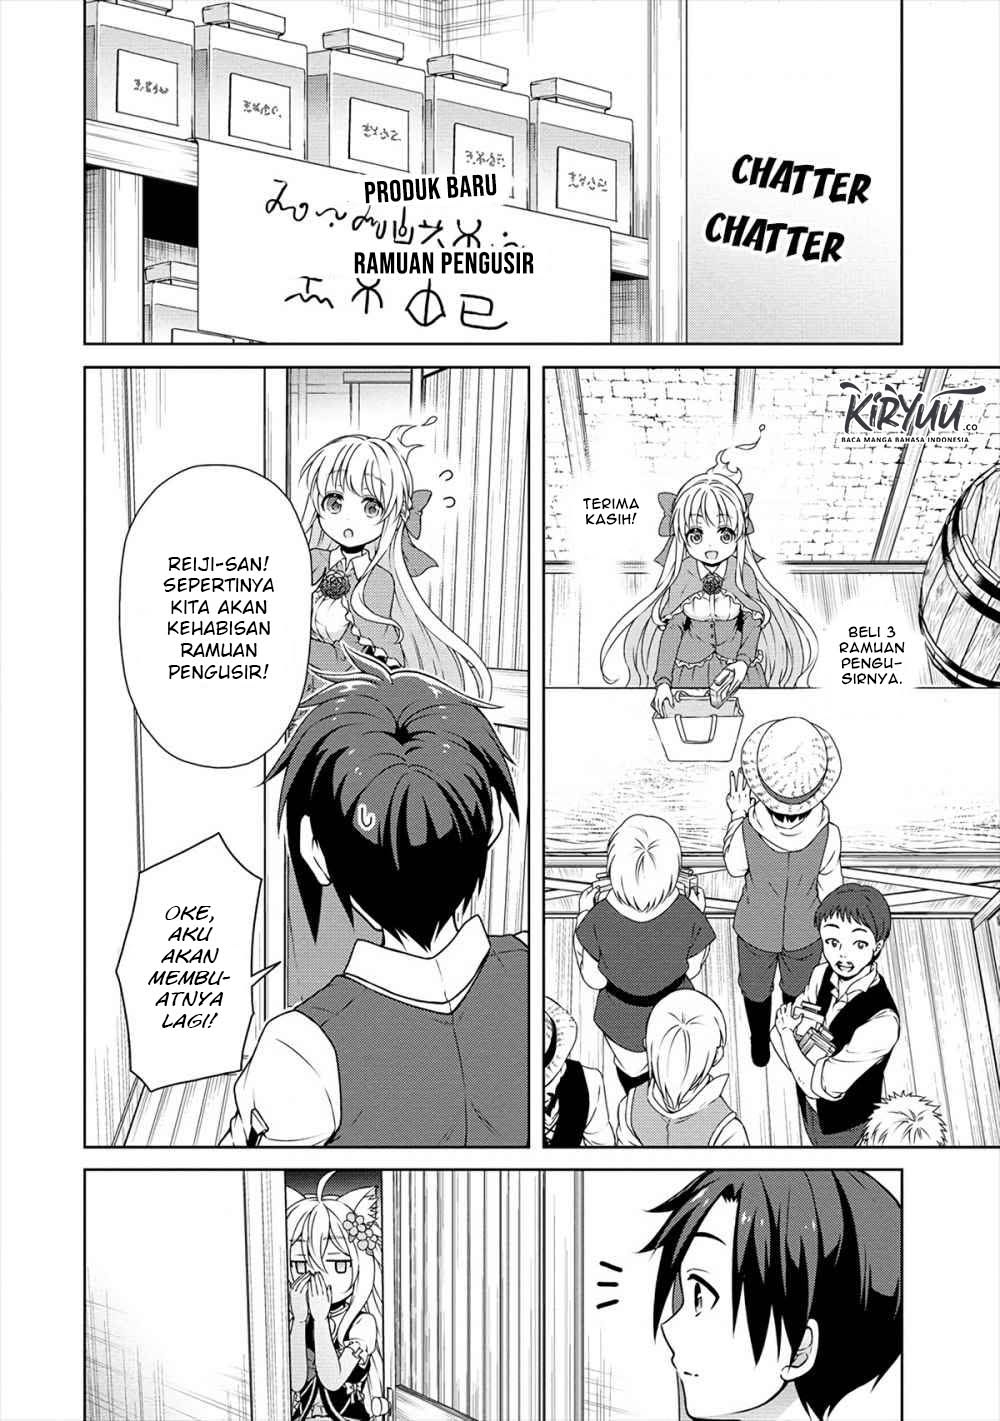 CHATTER
CHATTER
PRODUK BARU
RAMUAN PENGUSIR
KIRYUU.CO
BACA MANGA BAHASA INDONESIA
TERIMA
KASIH!
BELI 3
RAMUAN
PENGU-
SIRNYA.
REIJI-SAN!
SEPERTINYA
KITA AKAN
KEHABISAN
RAMUAN
PENGUSIR!
OKE,
AKU
AKAN
MEMBU-
ATNYA
LAGI!